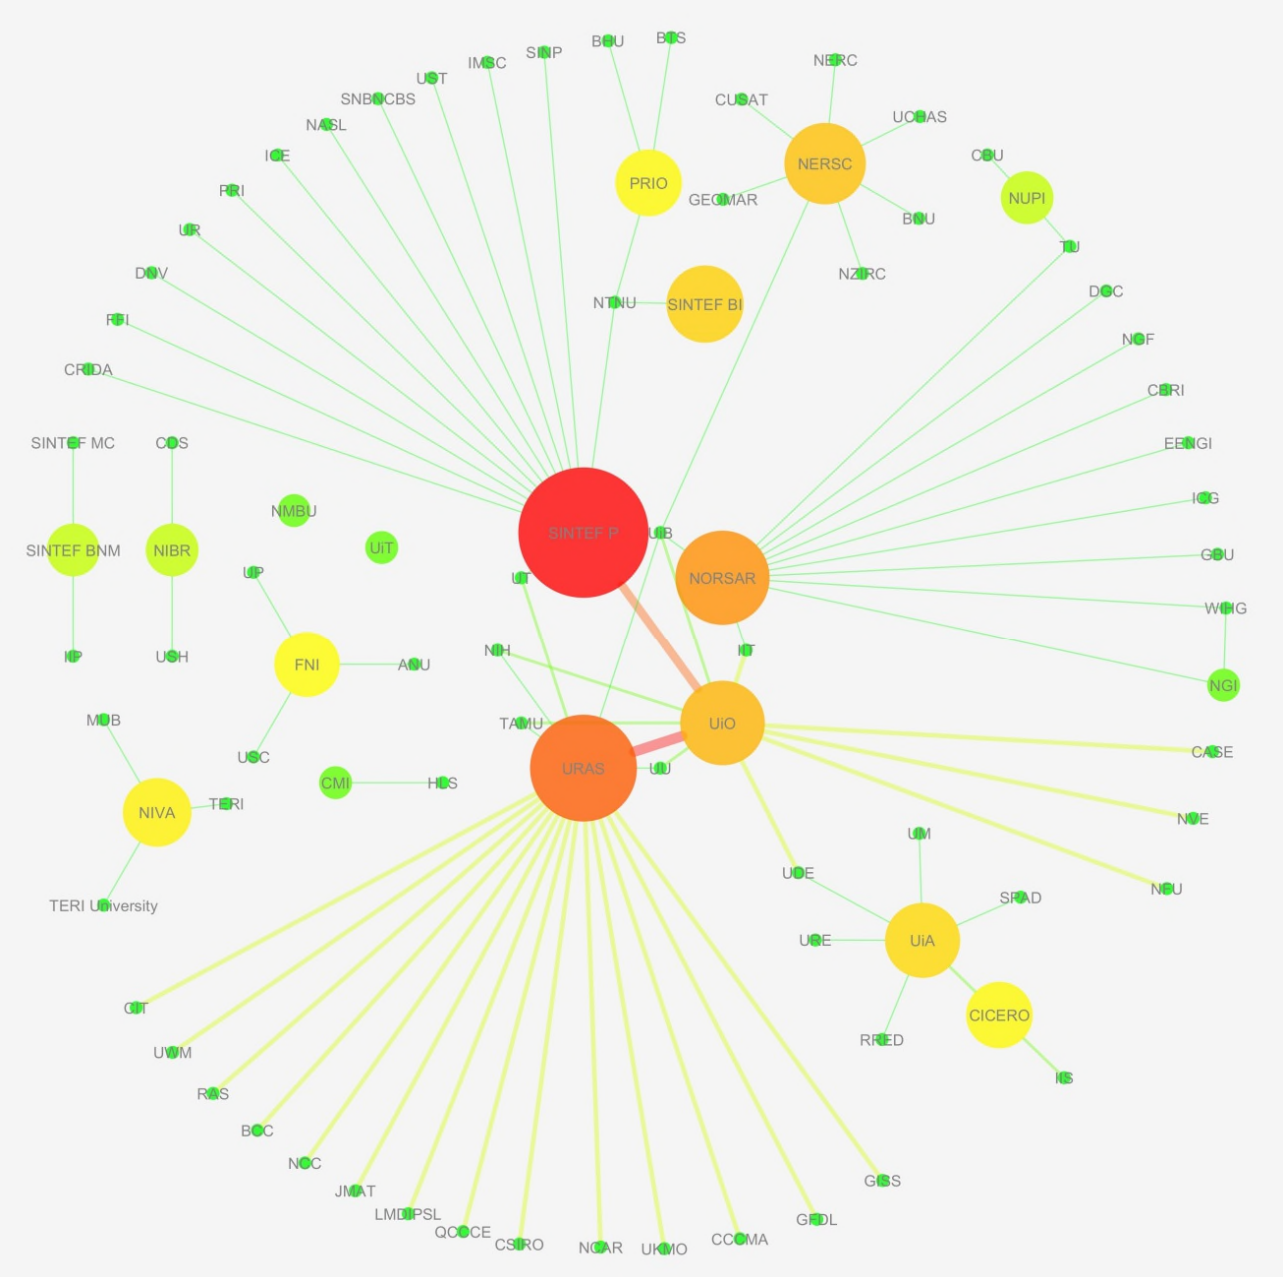 BHU
BTS
SINP
IMSC
NERC
UST
SNBNCBS
CUSAT
UCHAS
NASL
ICE
CBU
NERSC
PRIO
PRI
NUPI
GEOMAR
BNU
UR
TU
DNV
NZIRC
DGC
NTNU
SINTEF BI
FFI
NGF
CRIDA
CBRI
SINTEF MC
CDS
EENGI
ICG
NMBU
SINTEF P
UIB
SINTEF BNM
NIBR
UiT
GBU
UP
UT
NORSAR
WIHG
NIH
IIT
IIP
USH
FNI
ANU
NGI
MUB
TAMU
UiO
CASE
USC
URAS
UU
CMI
HLS
NIVA
TERI
NVE
UM
UDE
NFU
TERI University
SPAD
URE
UiA
CIT
CICERO
RRED
UWM
IIS
RAS
BCC
NCC
JMAT
GISS
LMDIPSL
GFDL
QCCCE
CSIRO
NCAR
UKMO
CCCMA